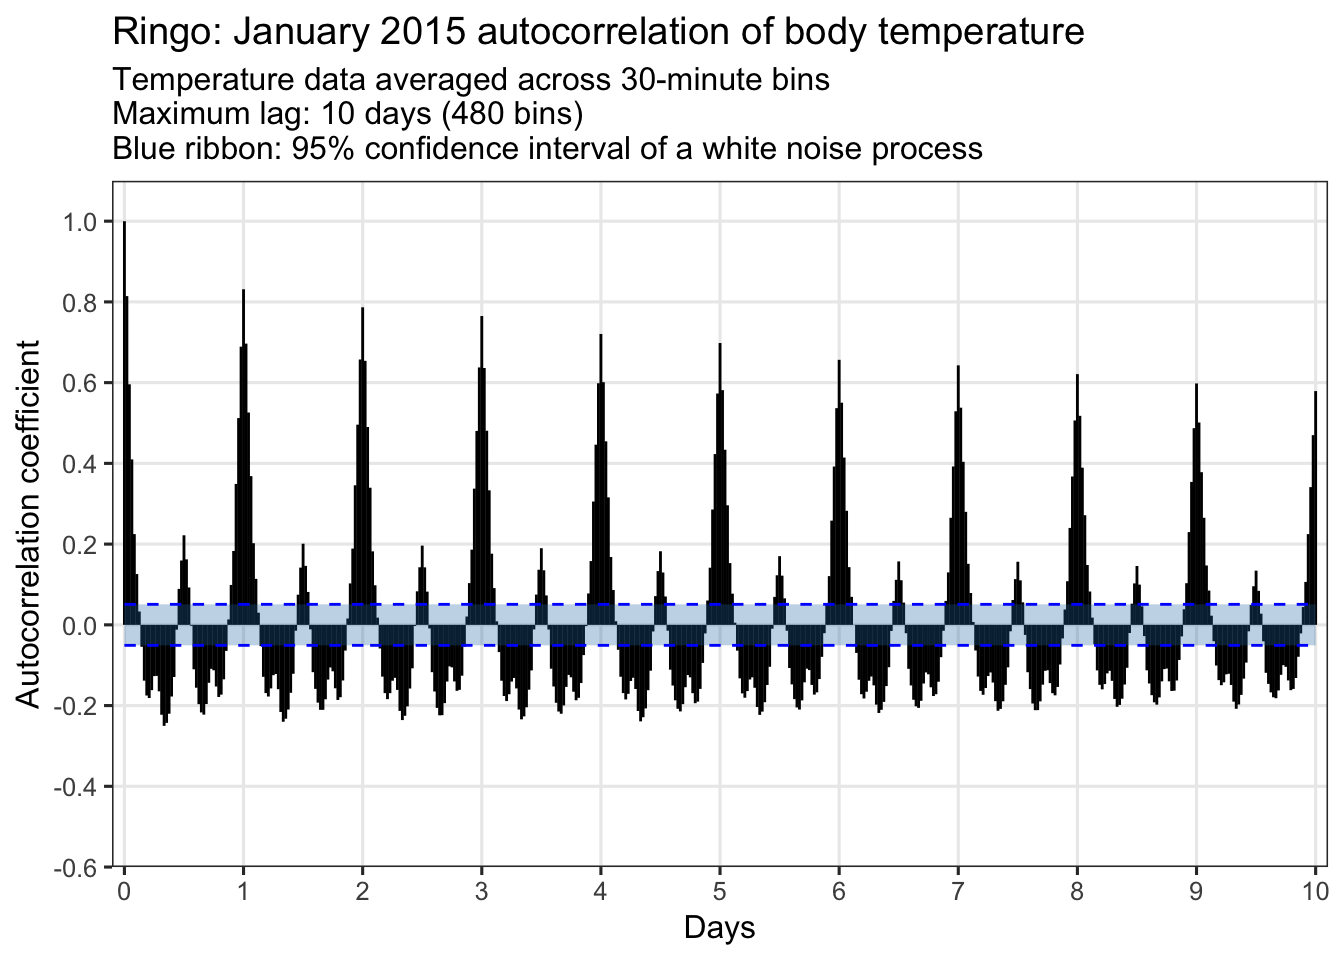 Ringo: January 2015 autocorrelation of body temperature
Temperature data averaged across 30-minute bins
Maximum lag: 10 days (480 bins)
Blue ribbon: 95% confidence interval of a white noise process
1.0
0.8
0.6
0.4
0.2
0.0
-0.2
-0.4
-0.6
Autocorrelation coefficient
0 1 2 3 4 5 6 7 8 9 10
Days